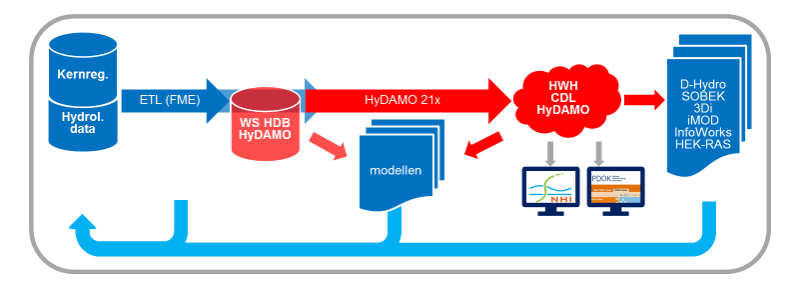 Kernreg.
Hydrol.
data
ETL (FME)
WS HDB
HyDAMO
HyDAMO 21x
modellen
HWH
CDL
HyDAMO
NHI
PDOK
D-Hydro
SOBEK
3Di
iMOD
InfoWorks
HEK-RAS